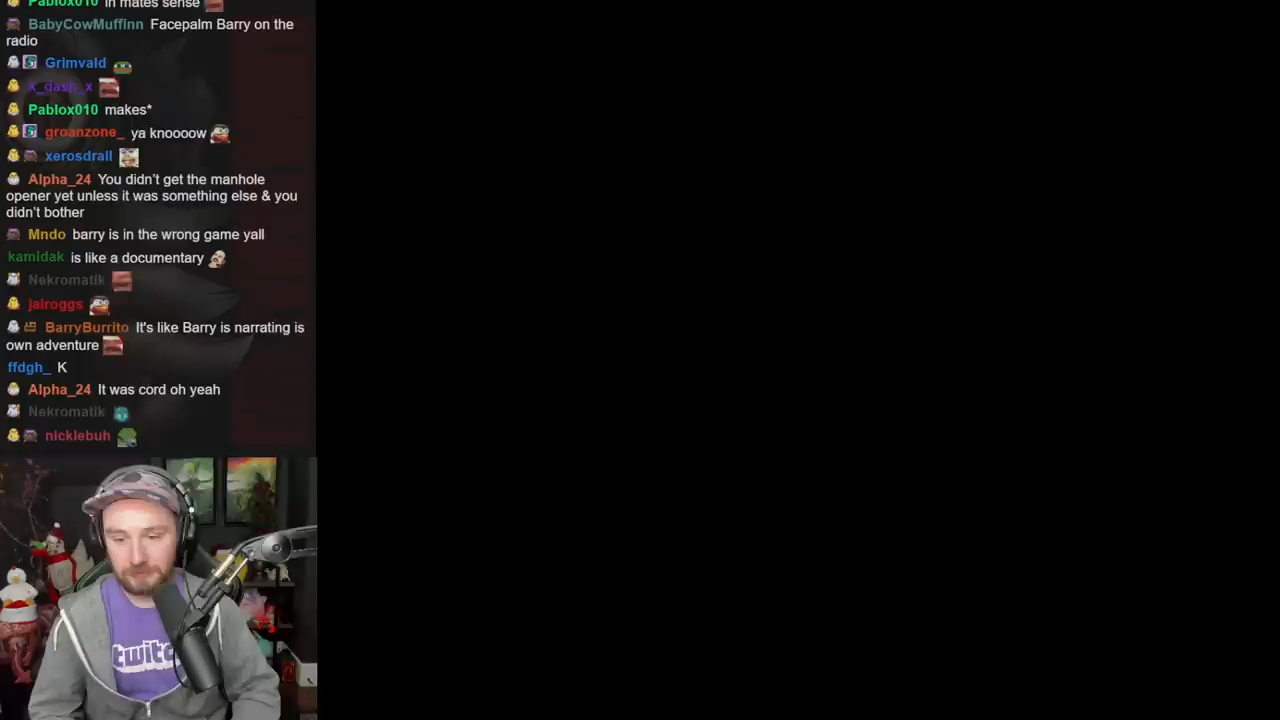 Pablox010 in mates sense
BabyCowMuffinn Facepalm Barry on the
radio
Grimvald
x_dash_x
Pablox010 makes*
groanzone_ ya knoooow
xerosdrail
Alpha_24 You didn't get the manhole
opener yet unless it was something else & you
didn't bother
Mndo barry is in the wrong game yall
kamidak is like a documentary
Nekromatik
jalroggs
BarryBurrito It's like Barry is narrating is
own adventure
ffdgh_ K
Alpha_24 It was cord oh yeah
Nekromatik
nicklebuh
twitc